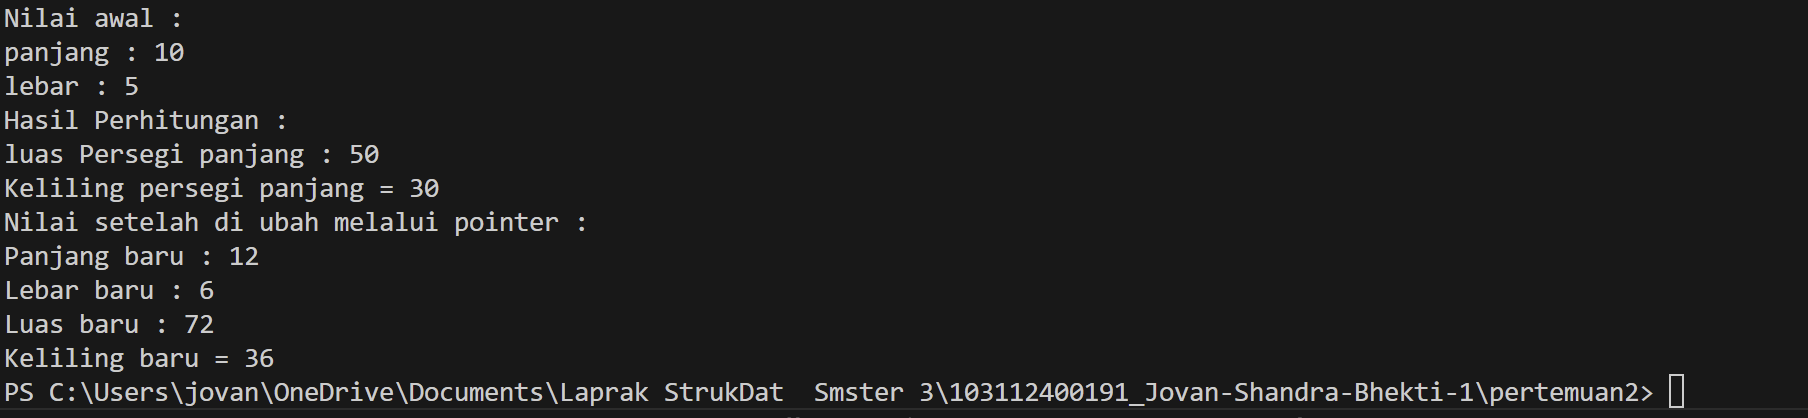 Nilai awal :
panjang : 10
lebar : 5
Hasil Perhitungan :
luas Persegi panjang : 50
Keliling persegi panjang = 30
Nilai setelah di ubah melalui pointer :
Panjang baru : 12
Lebar baru : 6
Luas baru : 72
Keliling baru = 36
PS C:\Users\jovan\OneDrive\Documents\Laprak StrukDat  Smster 3\103112400191_Jovan-Shandra-Bhekti-1\pertemuan2>